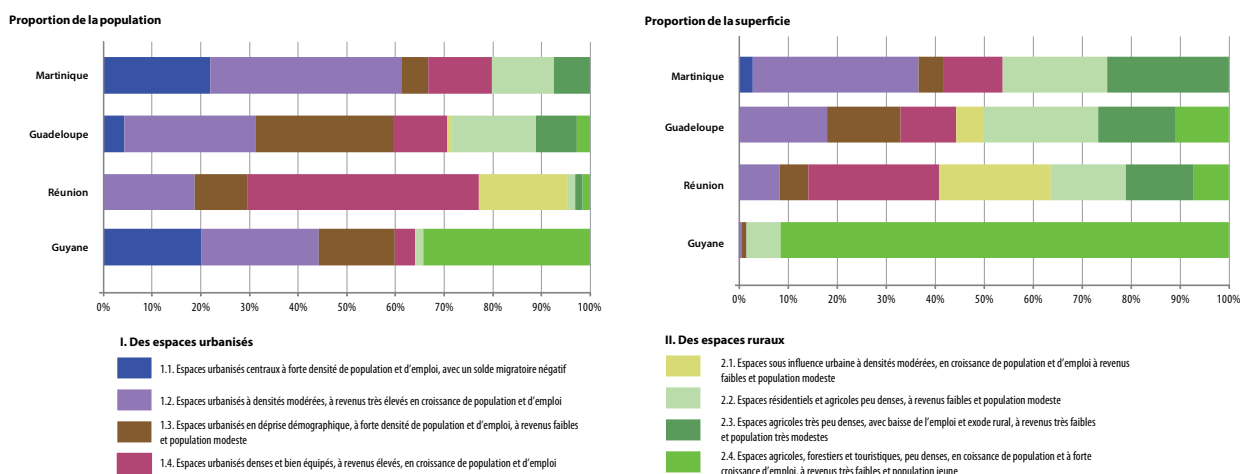 Proportion de la population
Martinique
Guadeloupe
Réunion
Guyane
0% 10% 20% 30% 40% 50% 60% 70% 80% 90% 100%
Proportion de la superficie
Martinique
Guadeloupe
Réunion
Guyane
0% 10% 20% 30% 40% 50% 60% 70% 80% 90% 100%
I. Des espaces urbanisés
1.1. Espaces urbanisés centraux à forte densité de population et d’emploi, avec un solde migratoire négatif
1.2. Espaces urbanisés à densités modérées, à revenus très élevés en croissance de population et d’emploi
1.3. Espaces urbanisés en déprise démographique, à forte densité de population et d’emploi, à revenus faibles
et population modeste
1.4. Espaces urbanisés denses et bien équipés, à revenus élevés, en croissance de population et d’emploi
II. Des espaces ruraux
2.1. Espaces sous influence urbaine à densités modérées, en croissance de population et d’emploi à revenus
faibles et population modeste
2.2. Espaces résidentiels et agricoles peu denses, à revenus faibles et population modeste
2.3. Espaces agricoles très peu denses, avec baisse de l’emploi et exode rural, à revenus très faibles
et population très modestes
2.4. Espaces agricoles, forestiers et touristiques, peu denses, en coissance de population et à forte
croissance d’emploi, à revenus très faibles et population jeune